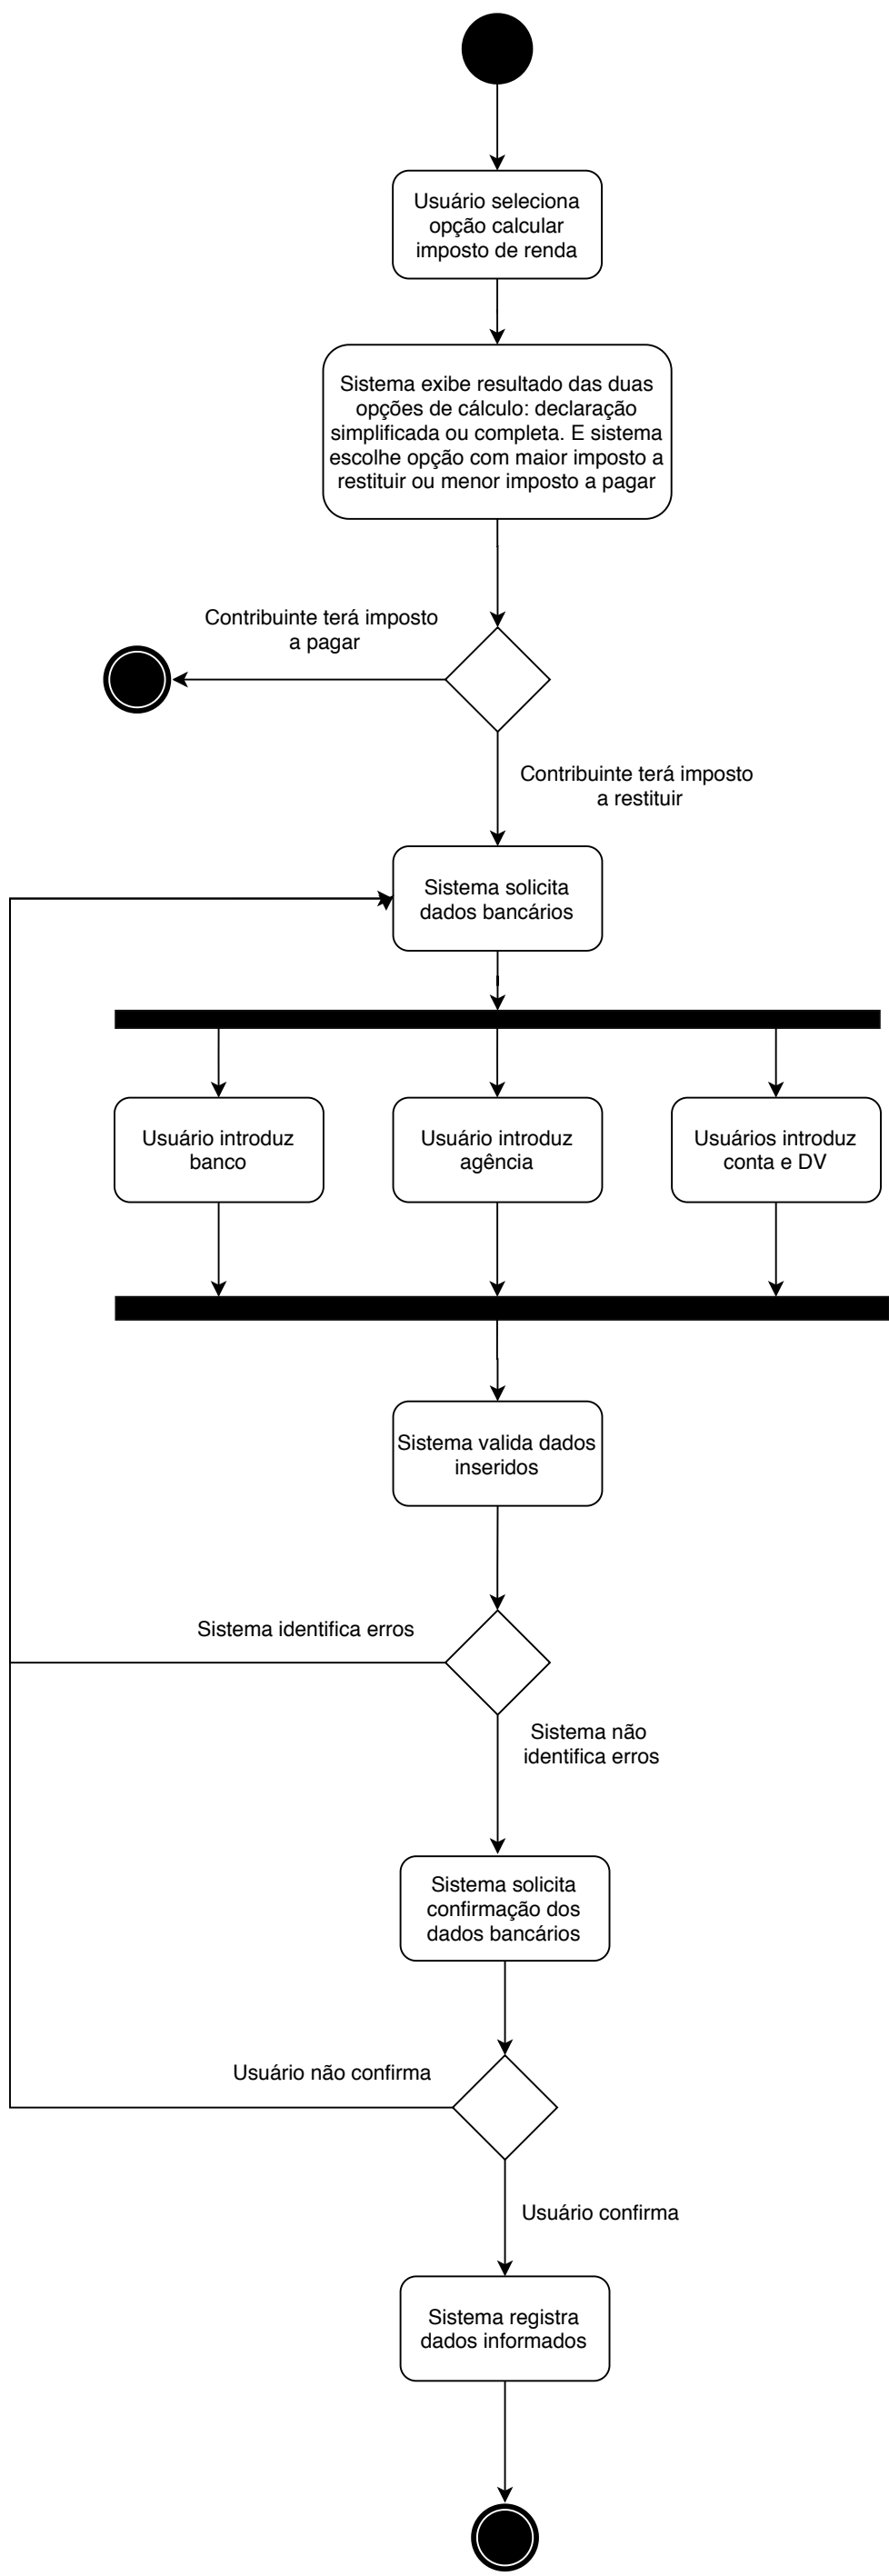 Usuário seleciona
opção calcular
imposto de renda
Sistema exibe resultado das duas
opções de cálculo: declaração
simplificada ou completa. E sistema
escolhe opção com maior imposto a
restituir ou menor imposto a pagar
Contribuinte terá imposto
a pagar
Contribuinte terá imposto
a restituir
Sistema solicita
dados bancários
Usuário introduz
banco
Usuário introduz
agência
Usuários introduz
conta e DV
Sistema valida dados
inseridos
Sistema identifica erros
Sistema não
identifica erros
Sistema solicita
confirmação dos
dados bancários
Usuário não confirma
Usuário confirma
Sistema registra
dados informados